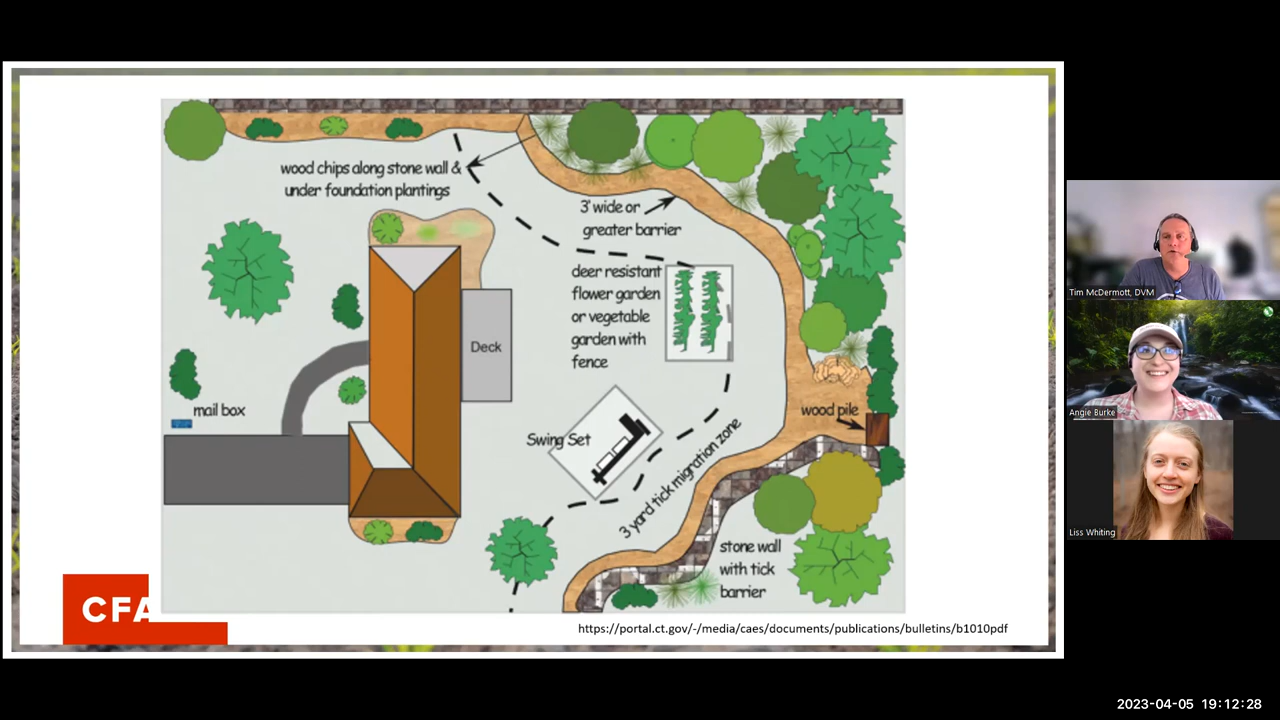 wood chips along stone wall &
under foundation plantings
3' wide or
greater barrier
deer resistant
flower garden
or vegetable
garden with
fence
Deck
mail box
wood pile
Swing Set
3 yard tick migration zone
stone wall
with tick
barrier
CFA
https://portal.ct.gov/-/media/caes/documents/publications/bulletins/b1010pdf
Tim McDermott, DVM
Angie Burke
Liss Whiting
2023-04-05 19:12:28